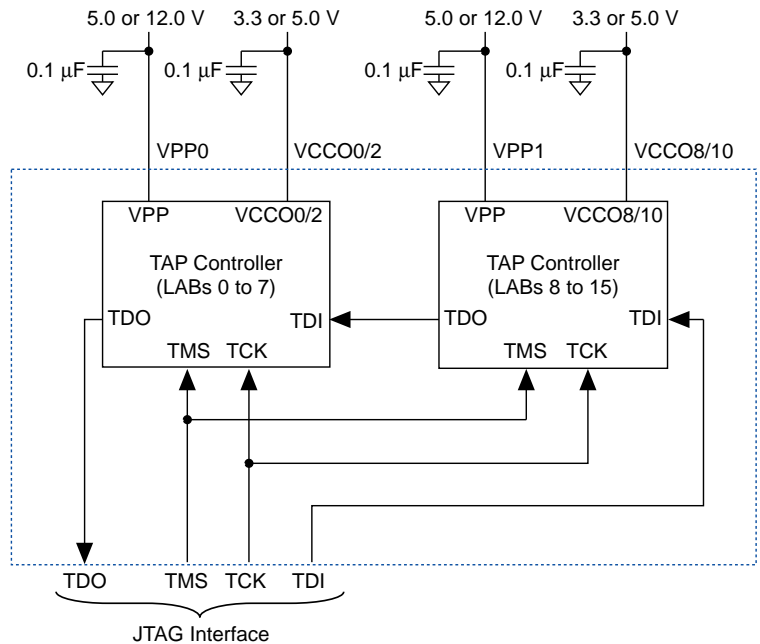 5.0 or 12.0 V 3.3 or 5.0 V 5.0 or 12.0 V 3.3 or 5.0 V
0.1 μF 0.1 μF 0.1 μF 0.1 μF
VPP0 VCCO0/2 VPP1 VCCO8/10
VPP VCCO0/2 VPP VCCO8/10
TAP Controller TAP Controller
(LABs 0 to 7) (LABs 8 to 15)
TDO TDI TDO TDI
TMS TCK TMS TCK
TDO TMS TCK TDI
JTAG Interface